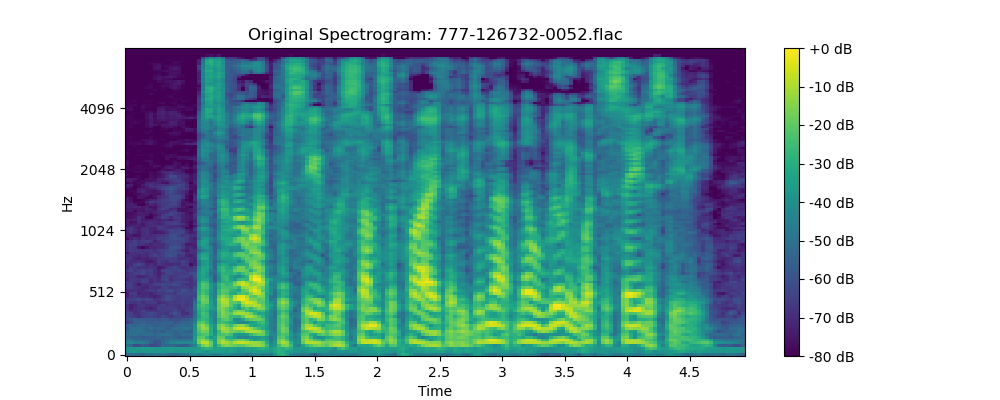 Original Spectrogram: 777-126732-0052.flac
Hz
4096
2048
1024
512
0
0 0.5 1 1.5 2 2.5 3 3.5 4 4.5
Time
+0 dB
-10 dB
-20 dB
-30 dB
-40 dB
-50 dB
-60 dB
-70 dB
-80 dB